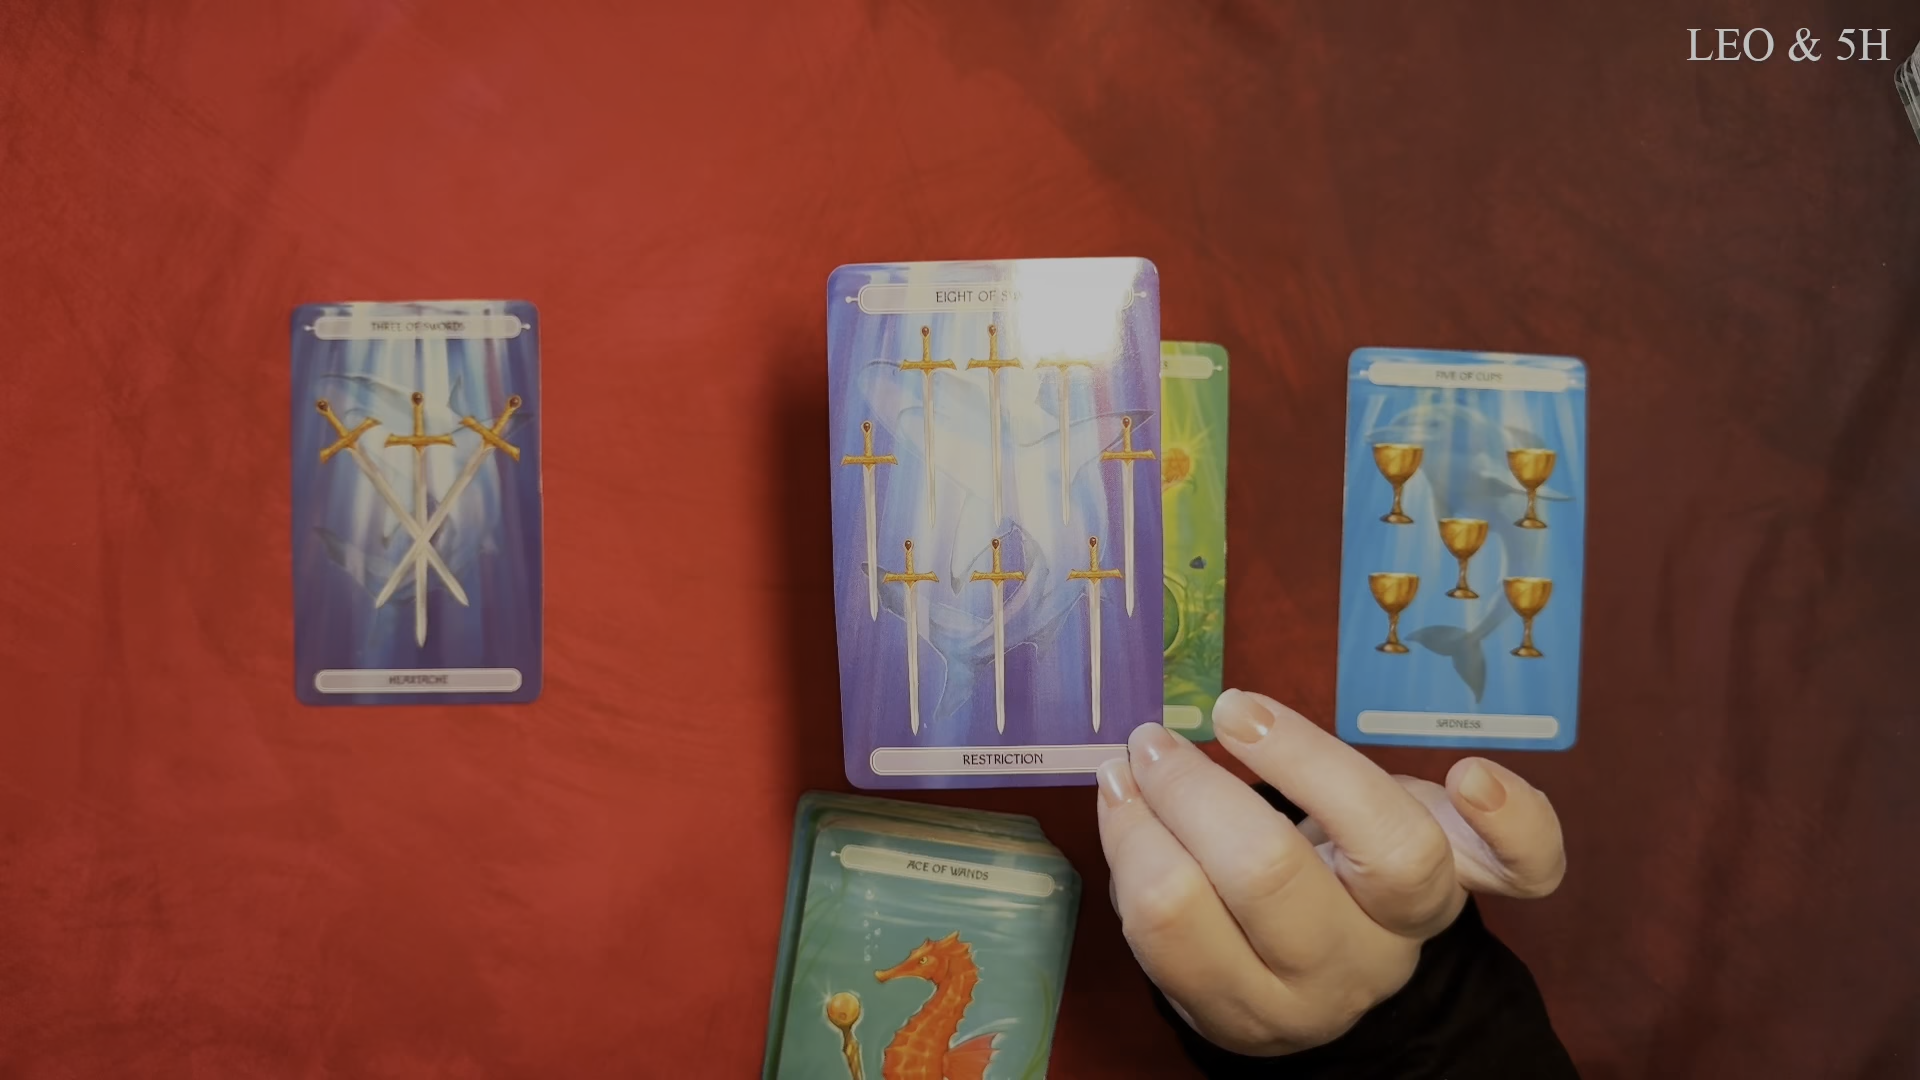 LEO & 5H
THREE OF SWORDS
HEARTACHE
EIGHT OF
RESTRICTION
FIVE OF CUPS
SADNESS
ACE OF WANDS